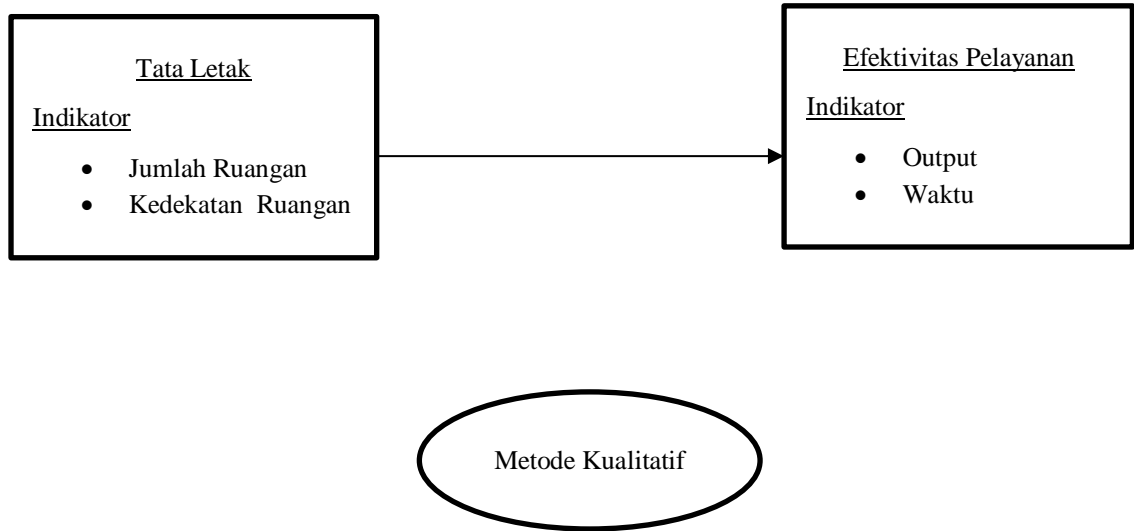 Tata Letak
Indikator
• Jumlah Ruangan
• Kedekatan Ruangan
Efektivitas Pelayanan
Indikator
• Output
• Waktu
Metode Kualitatif